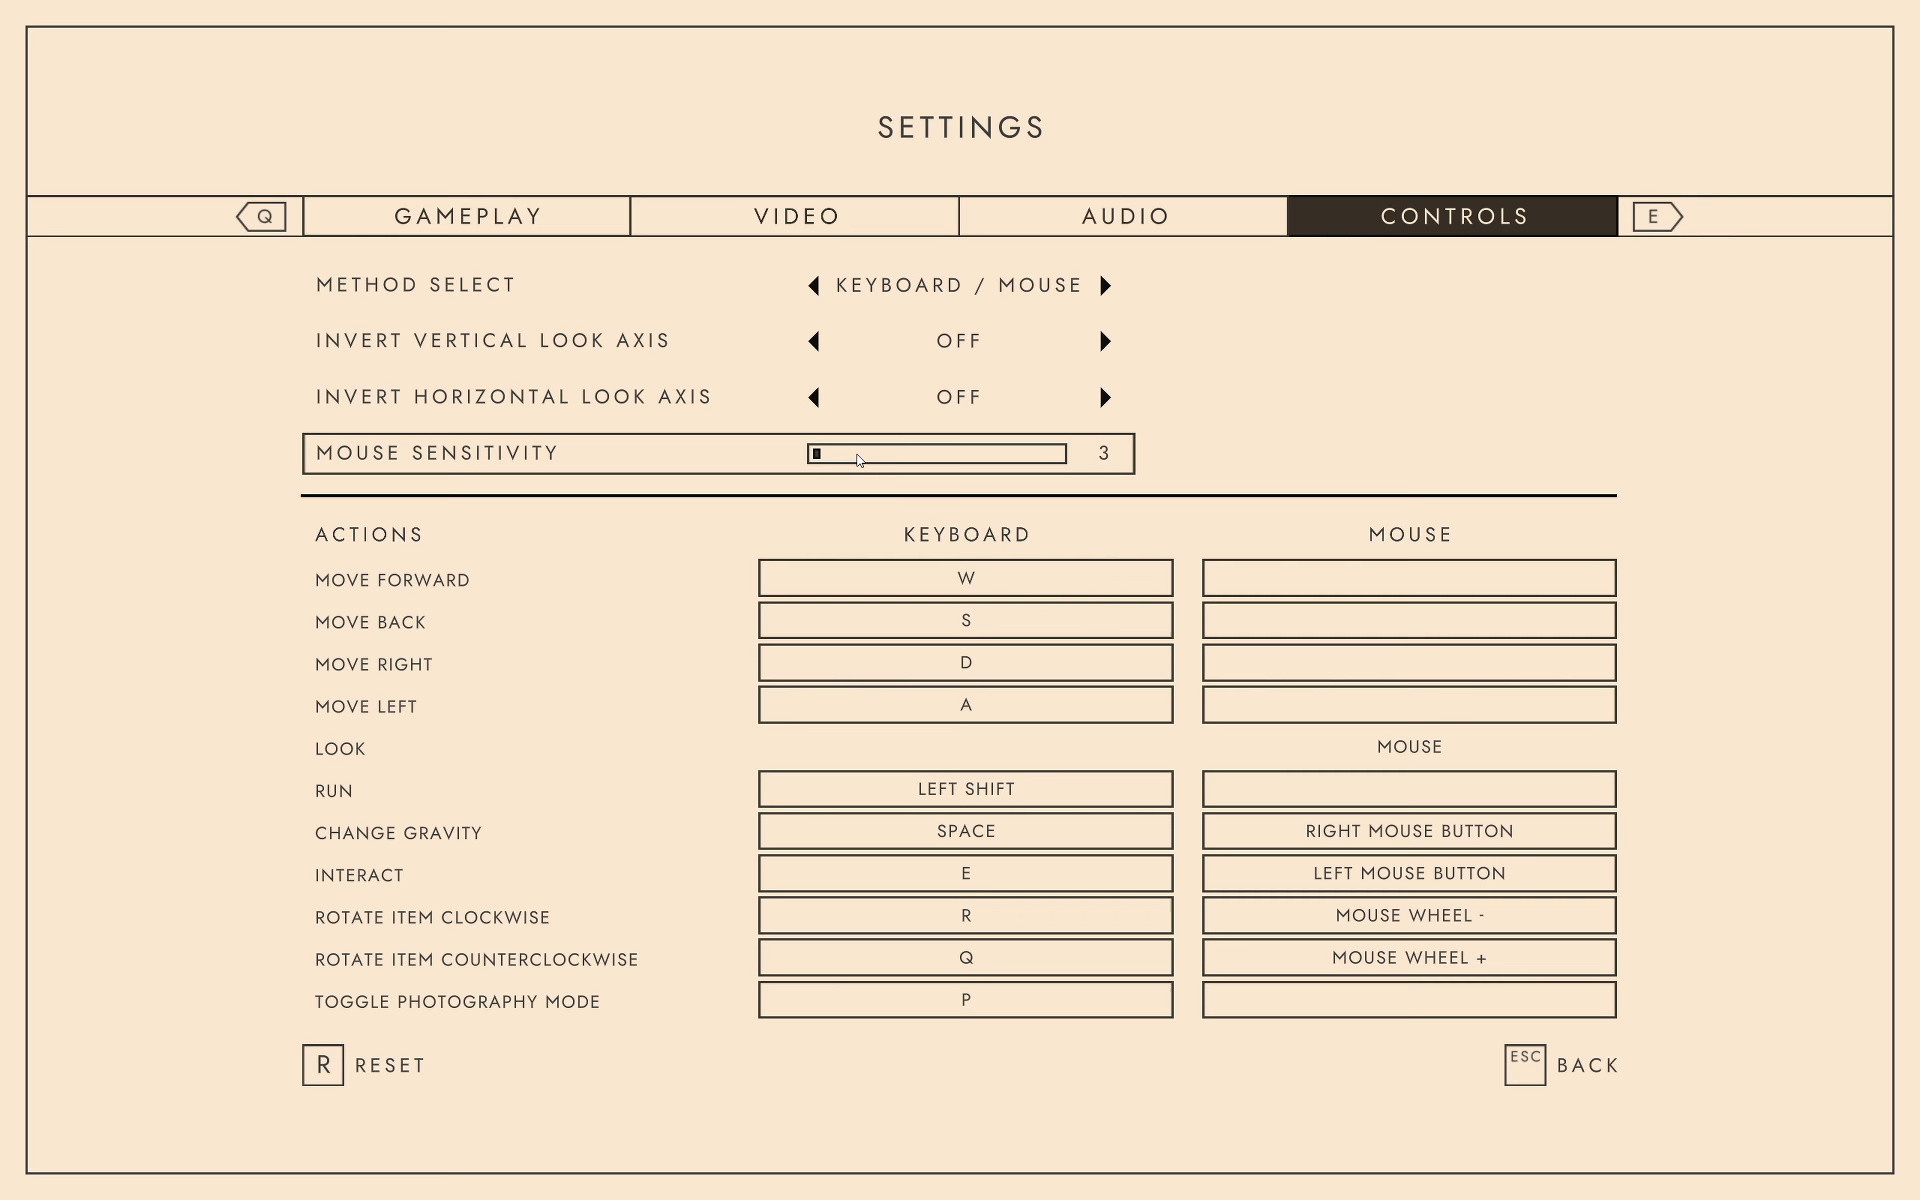 SETTINGS
Q GAMEPLAY VIDEO AUDIO CONTROLS E
METHOD SELECT KEYBOARD / MOUSE
INVERT VERTICAL LOOK AXIS OFF
INVERT HORIZONTAL LOOK AXIS OFF
MOUSE SENSITIVITY 3
ACTIONS KEYBOARD MOUSE
MOVE FORWARD W
MOVE BACK S
MOVE RIGHT D
MOVE LEFT A
LOOK MOUSE
RUN LEFT SHIFT
CHANGE GRAVITY SPACE RIGHT MOUSE BUTTON
INTERACT E LEFT MOUSE BUTTON
ROTATE ITEM CLOCKWISE R MOUSE WHEEL -
ROTATE ITEM COUNTERCLOCKWISE Q MOUSE WHEEL +
TOGGLE PHOTOGRAPHY MODE P
R RESET ESC BACK